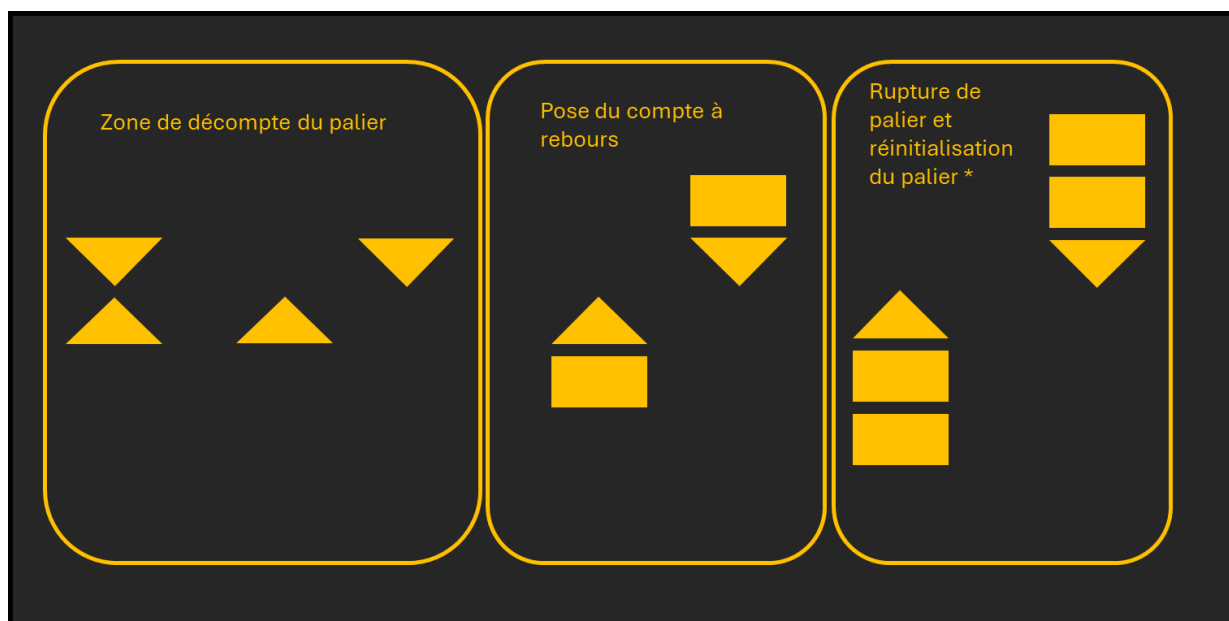 Zone de décompte du palier
Pose du compte à
rebours
Rupture de
palier et
réinitialisation
du palier *